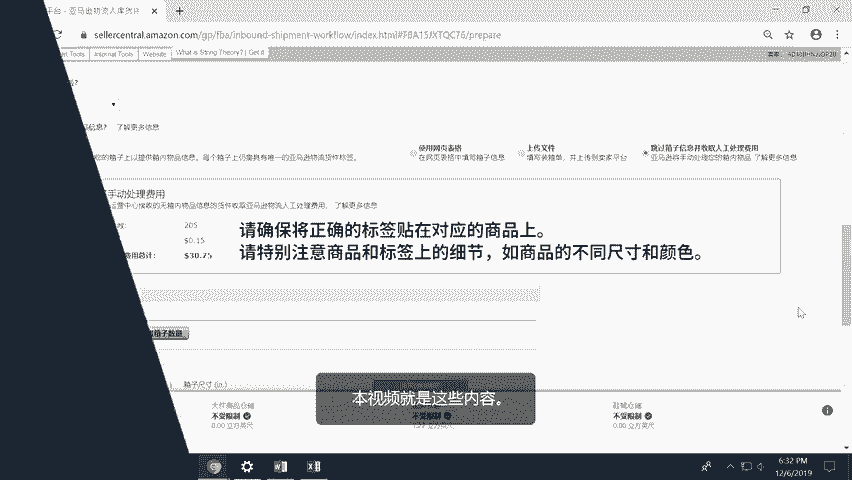 平台 - 亚马逊物流入库货件
sellercentral.amazon.com/gp/fba/inbound-shipment-workflow/index.html#FBA15JXTQC76/prepare
Internal Tools
Website
What is String Theory? | Get it
信息? 了解更多信息
的箱子上以提供箱内物品信息。每个箱子上仍需具有唯一的亚马逊物流货件标签。
使用网页表格
在网页表格中填写箱子信息
上传文件
填写装箱单，并上传到卖家平台
跳过箱子信息并收取人工处理费用
亚马逊将手动处理您的箱内物品 了解更多信息
手动处理费用
运营中心接收的无箱内物品信息的货件收取亚马逊物流人工处理费用。 了解更多信息
205
$0.15
费用总计: $30.75
请确保将正确的标签贴在对应的商品上。
请特别注意商品和标签上的细节，如商品的不同尺寸和颜色。
箱子数量
箱子尺寸 (in.)
本视频就是这些内容。
大件商品仓储
不受限制
0.00 立方英尺
不受限制
鞋靴仓储
不受限制
0.00 立方英尺
6:32 PM
12/6/2019